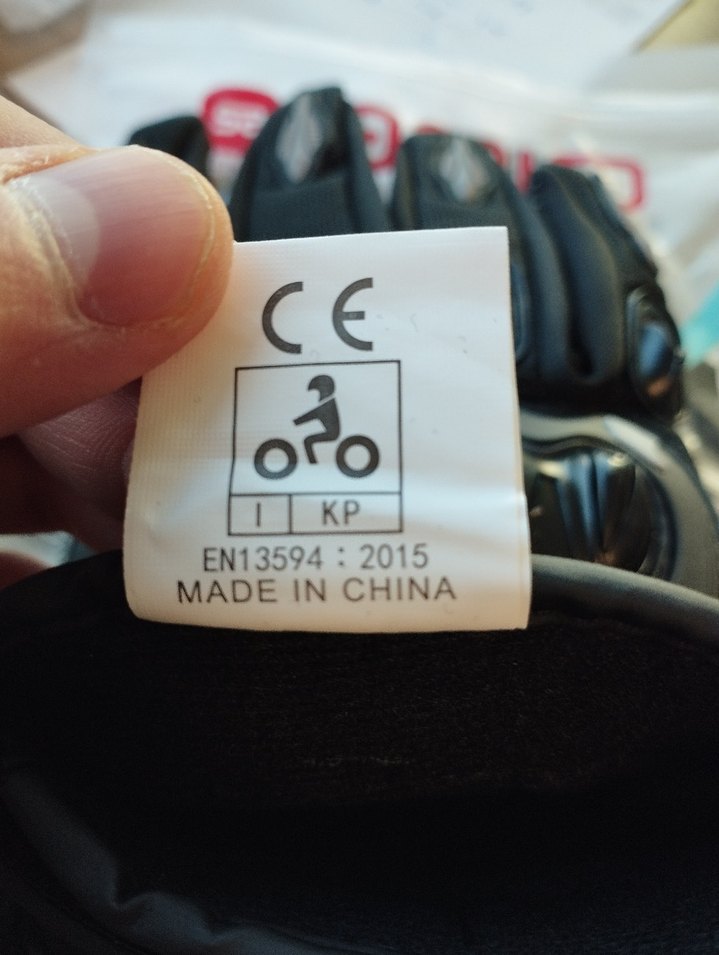 CE
I KP
EN13594 : 2015
MADE IN CHINA